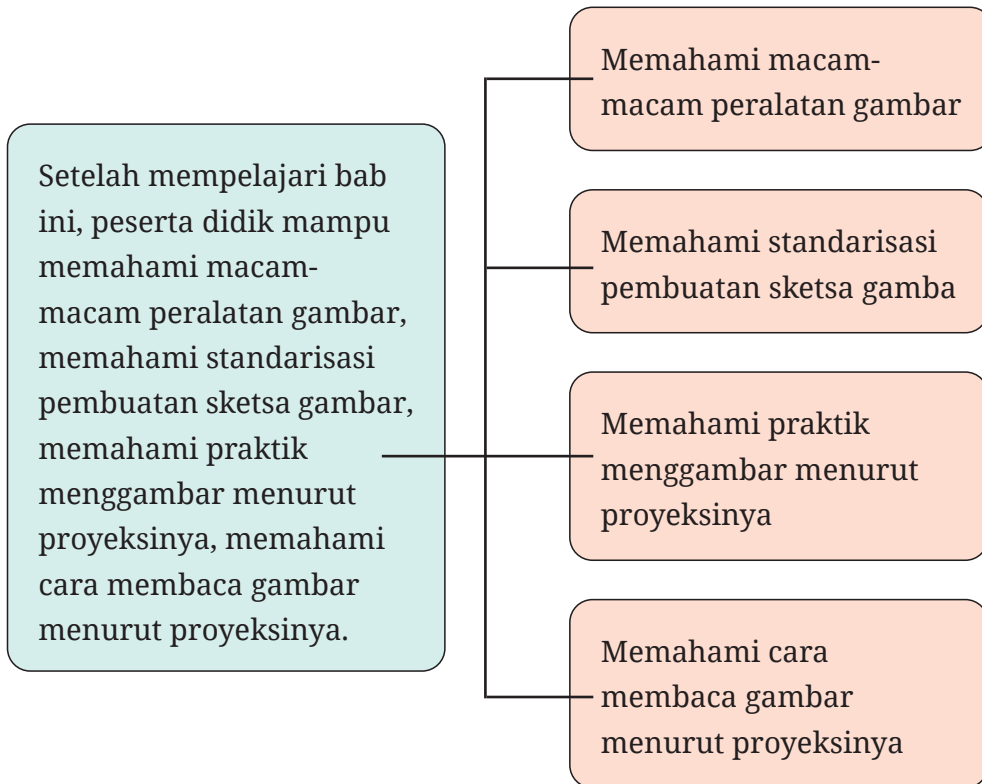 Setelah mempelajari bab
ini, peserta didik mampu
memahami macam-
macam peralatan gambar,
memahami standarisasi
pembuatan sketsa gambar,
memahami praktik
menggambar menurut
proyeksinya, memahami
cara membaca gambar
menurut proyeksinya.
Memahami macam-
macam peralatan gambar
Memahami standarisasi
pembuatan sketsa gamba
Memahami praktik
menggambar menurut
proyeksinya
Memahami cara
membaca gambar
menurut proyeksinya